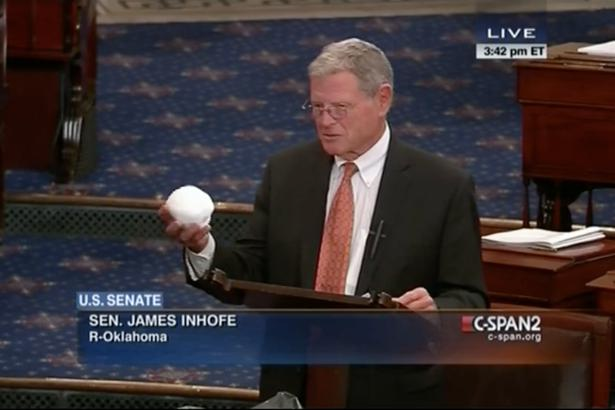 LIVE
3:42 pm ET
U.S. SENATE
SEN. JAMES INHOFE
R-Oklahoma
C-SPAN2
c-span.org